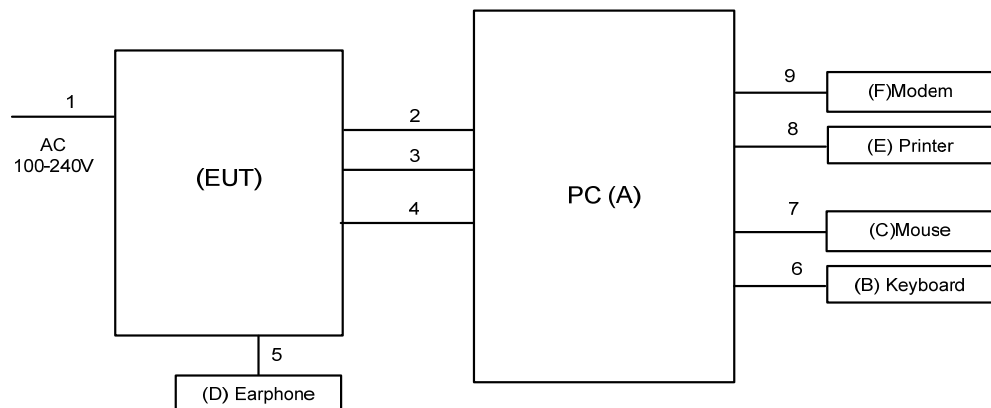 1
AC
100-240V
(EUT)
2
3
4
PC (A)
9
(F)Modem
8
(E) Printer
7
(C)Mouse
6
(B) Keyboard
5
(D) Earphone